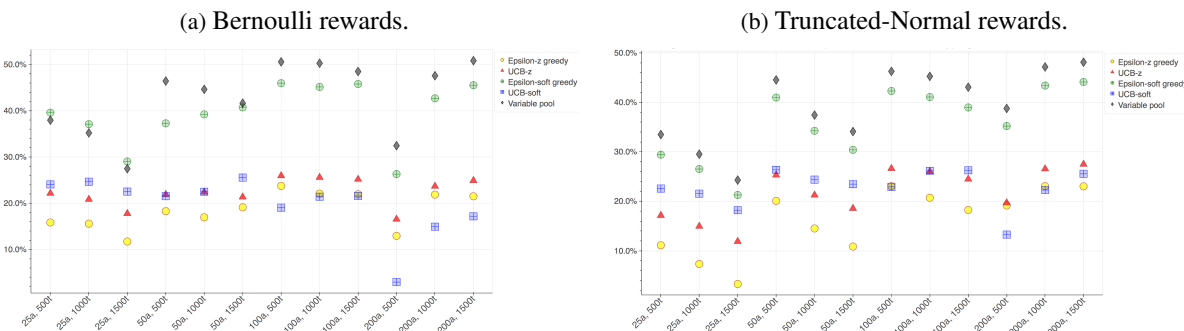 (a) Bernoulli rewards.
50.0%
40.0%
30.0%
20.0%
10.0%
25a, 500t
25a, 1000t
25a, 1500t
50a, 500t
50a, 1000t
50a, 1500t
100a, 500t
100a, 1000t
100a, 1500t
200a, 500t
200a, 1000t
200a, 1500t
Epsilon-z greedy
UCB-z
Epsilon-soft greedy
UCB-soft
Variable pool
(b) Truncated-Normal rewards.
50.0%
40.0%
30.0%
20.0%
10.0%
25a, 500t
25a, 1000t
25a, 1500t
50a, 500t
50a, 1000t
50a, 1500t
100a, 500t
100a, 1000t
100a, 1500t
200a, 500t
200a, 1000t
200a, 1500t
Epsilon-z greedy
UCB-z
Epsilon-soft greedy
UCB-soft
Variable pool